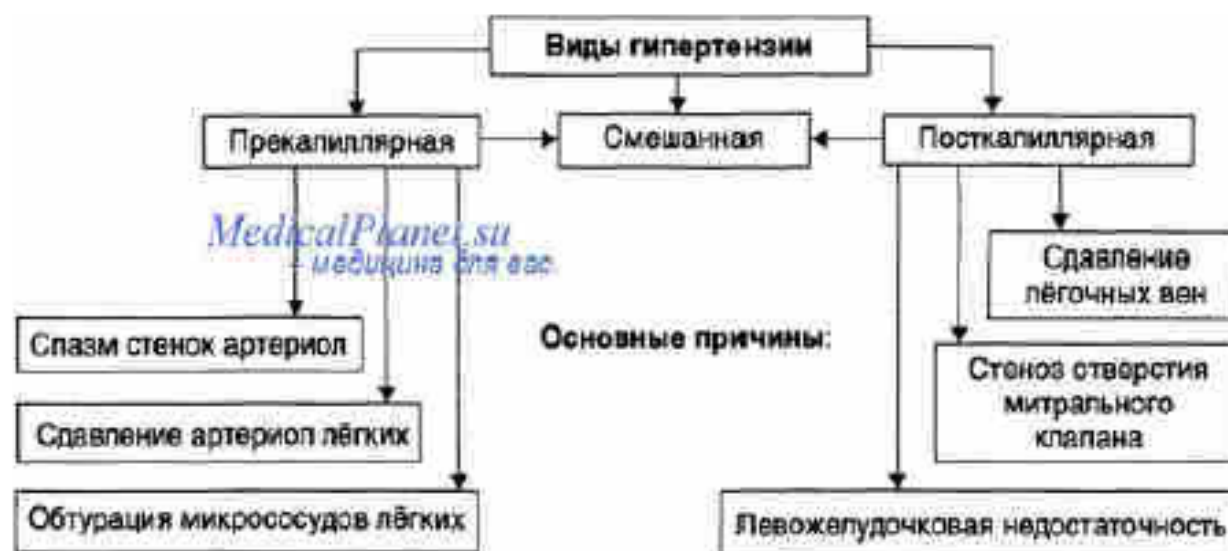 Виды гипертензии
Прекапиллярная
Смешанная
Посткапиллярная
MedicalPlanet.su
- медицина для вас.
Сдавление
лёгочных вен
Основные причины:
Спазм стенок артериол
Стеноз отверстия
митрального
клапана
Сдавление артериол лёгких
Обтурация микрососудов лёгких
Левожелудочковая недостаточность